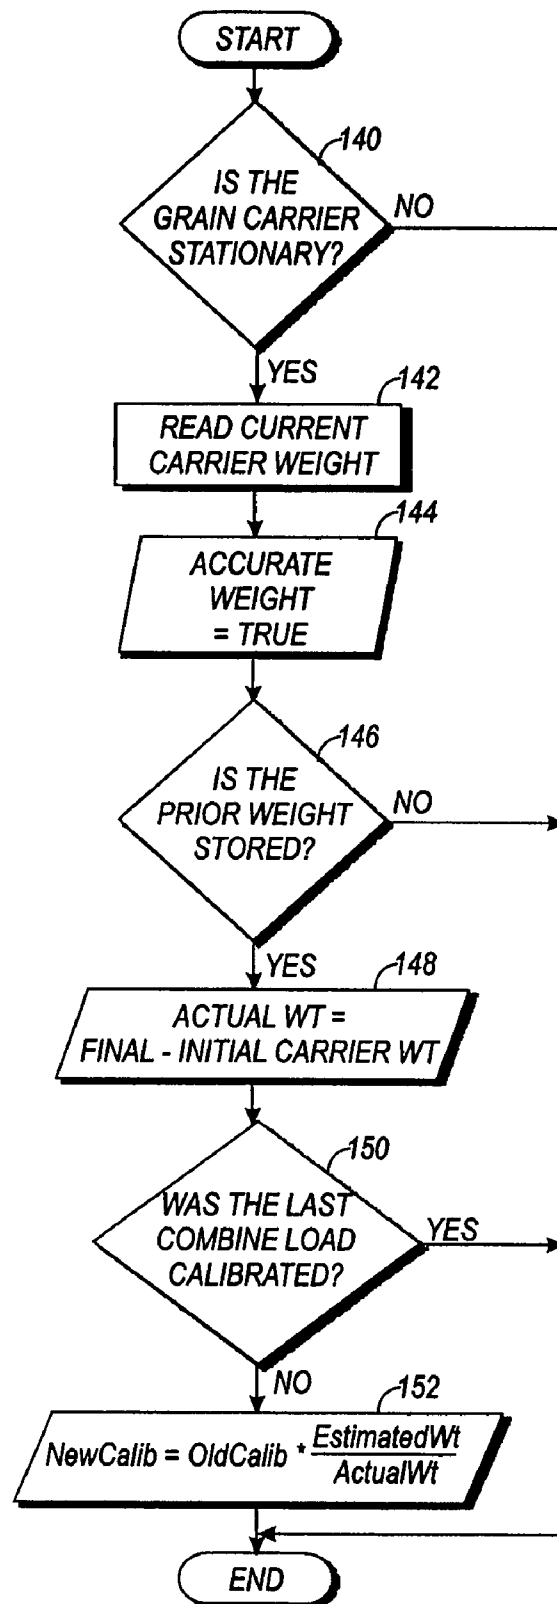 START
140
IS THE
GRAIN CARRIER
STATIONARY?
NO
YES
142
READ CURRENT
CARRIER WEIGHT
144
ACCURATE
WEIGHT
= TRUE
146
IS THE
PRIOR WEIGHT
STORED?
NO
YES
148
ACTUAL WT =
FINAL - INITIAL CARRIER WT
150
WAS THE LAST
COMBINE LOAD
CALIBRATED?
YES
NO
152
NewCalib = OldCalib * EstimatedWt
ActualWt
END